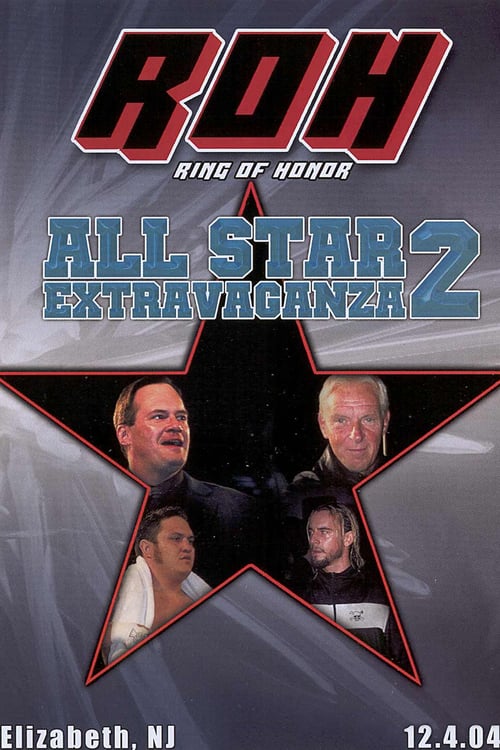 ROH
RING OF HONOR
ALL STAR
EXTRAVAGANZA 2
Elizabeth, NJ
12.4.04